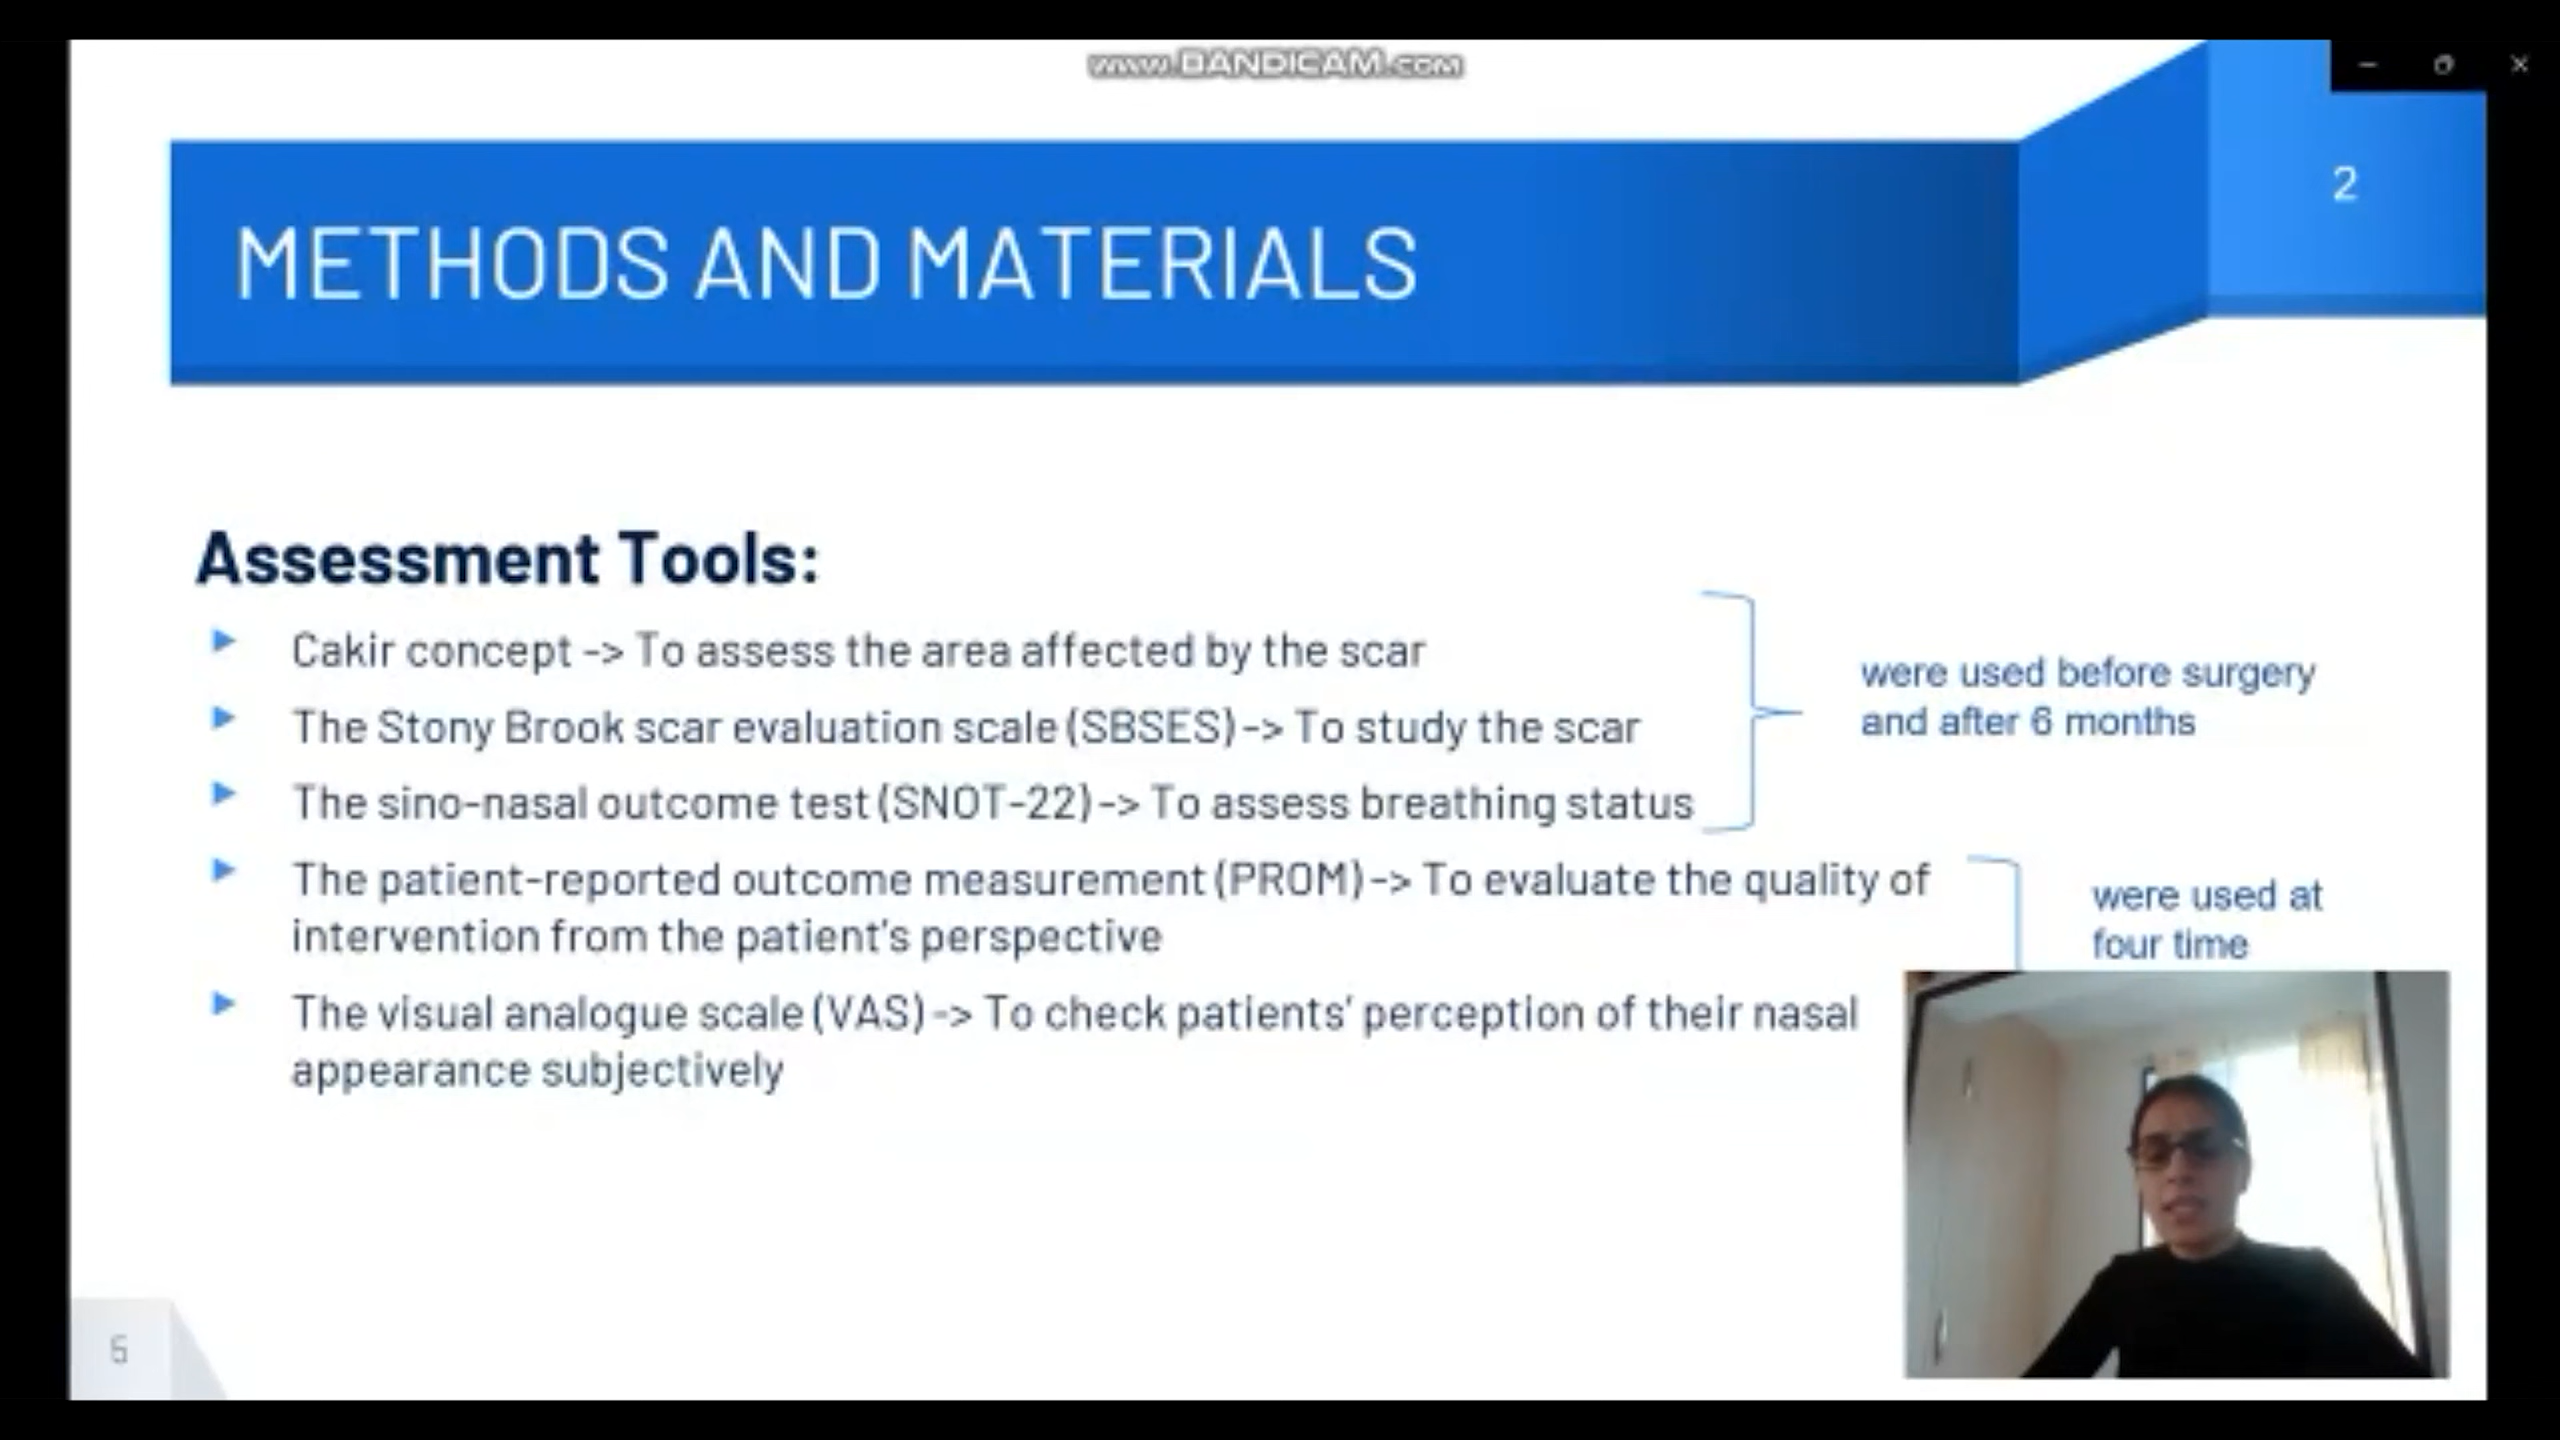 www.BANDICAM.com
2
METHODS AND MATERIALS
Assessment Tools:
Cakir concept -> To assess the area affected by the scar
The Stony Brook scar evaluation scale (SBSES) -> To study the scar
The sino-nasal outcome test (SNOT-22) -> To assess breathing status
were used before surgery
and after 6 months
The patient-reported outcome measurement (PROM) -> To evaluate the quality of
intervention from the patient's perspective
The visual analogue scale (VAS) -> To check patients' perception of their nasal
appearance subjectively
were used at
four time
5